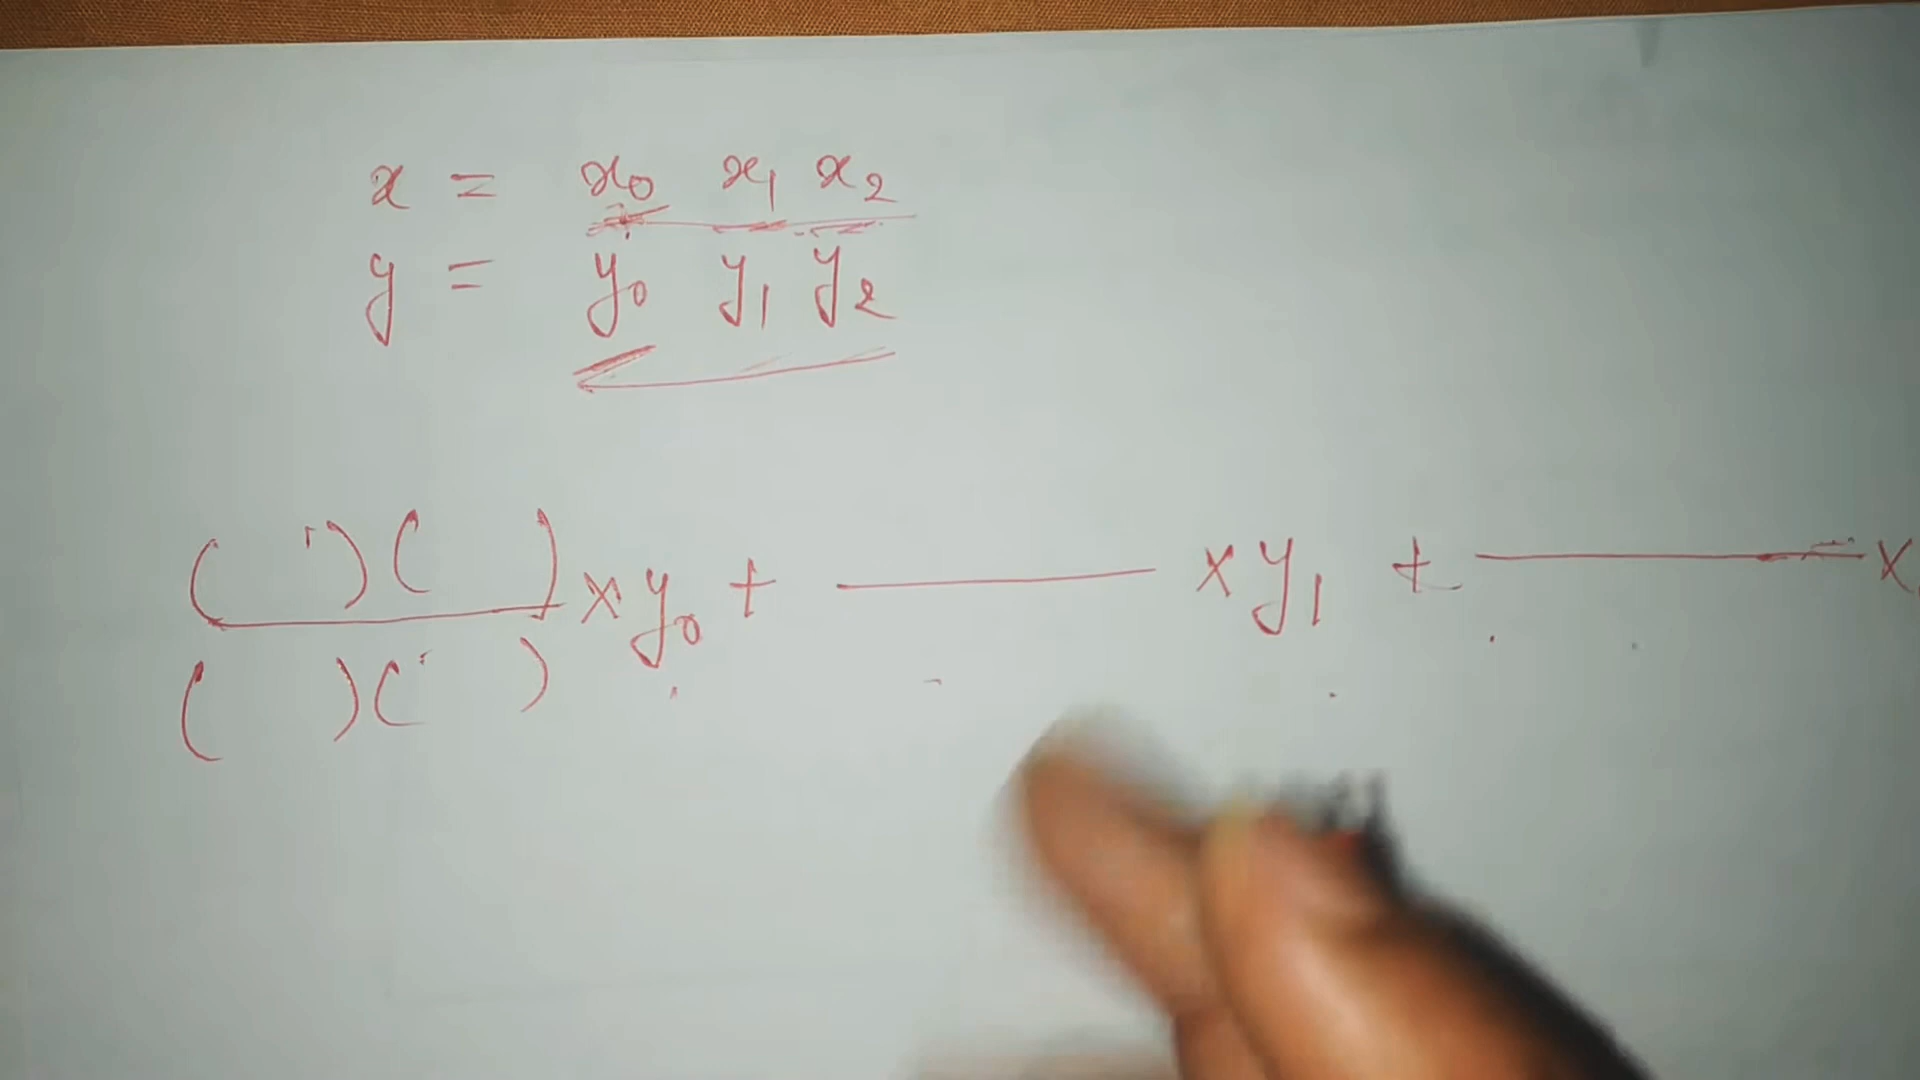 x = x₀ x₁ x₂
y = y₀ y₁ y₂
( )( ) / ( )( ) × y₀ + ——— × y₁ + ——— ×